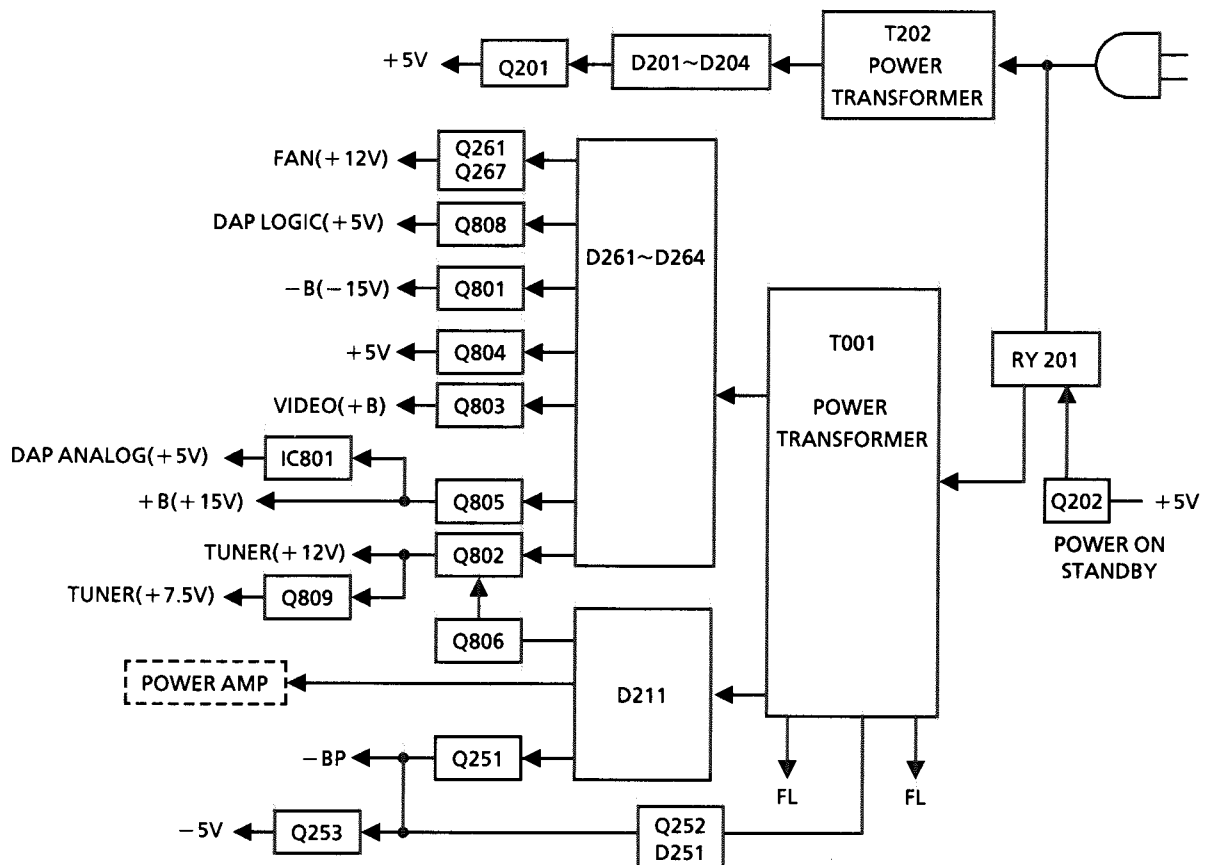 T202
POWER
TRANSFORMER
+5V
Q201
D201~D204
FAN(+12V)
Q261
Q267
DAP LOGIC(+5V)
Q808
D261~D264
−B(−15V)
Q801
+5V
Q804
VIDEO(+B)
Q803
T001
POWER
TRANSFORMER
RY 201
DAP ANALOG(+5V)
IC801
+B(+15V)
Q805
Q202
+5V
POWER ON
STANDBY
TUNER(+12V)
Q802
TUNER(+7.5V)
Q809
Q806
POWER AMP
D211
−BP
Q251
FL
FL
−5V
Q253
Q252
D251